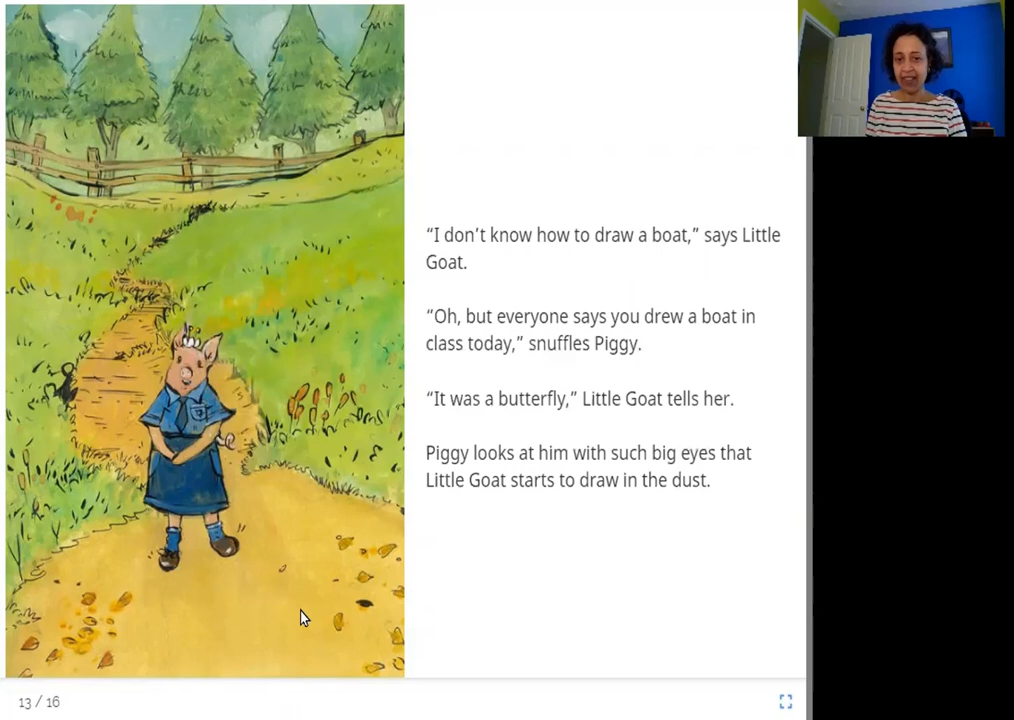 “I don’t know how to draw a boat,” says Little
Goat.
“Oh, but everyone says you drew a boat in
class today,” snuffles Piggy.
“It was a butterfly,” Little Goat tells her.
Piggy looks at him with such big eyes that
Little Goat starts to draw in the dust.
13 / 16